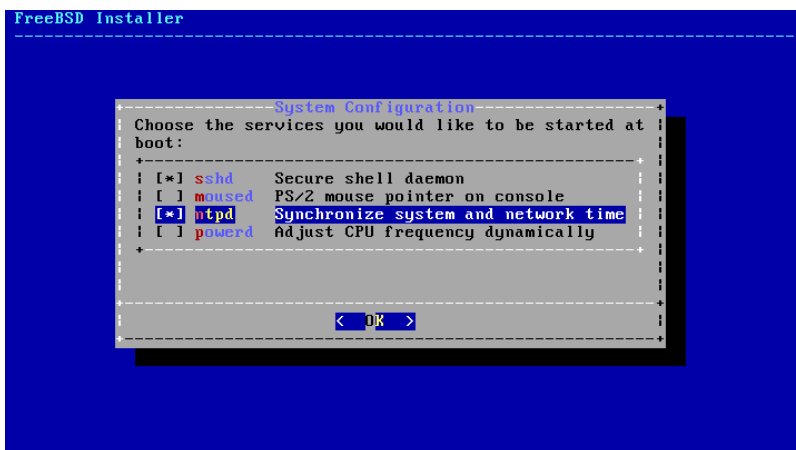 FreeBSD Installer
System Configuration
Choose the services you would like to be started at
boot:
[*] sshd Secure shell daemon
[ ] moused PS/2 mouse pointer on console
[*] ntpd Synchronize system and network time
[ ] powerd Adjust CPU frequency dynamically
< OK >